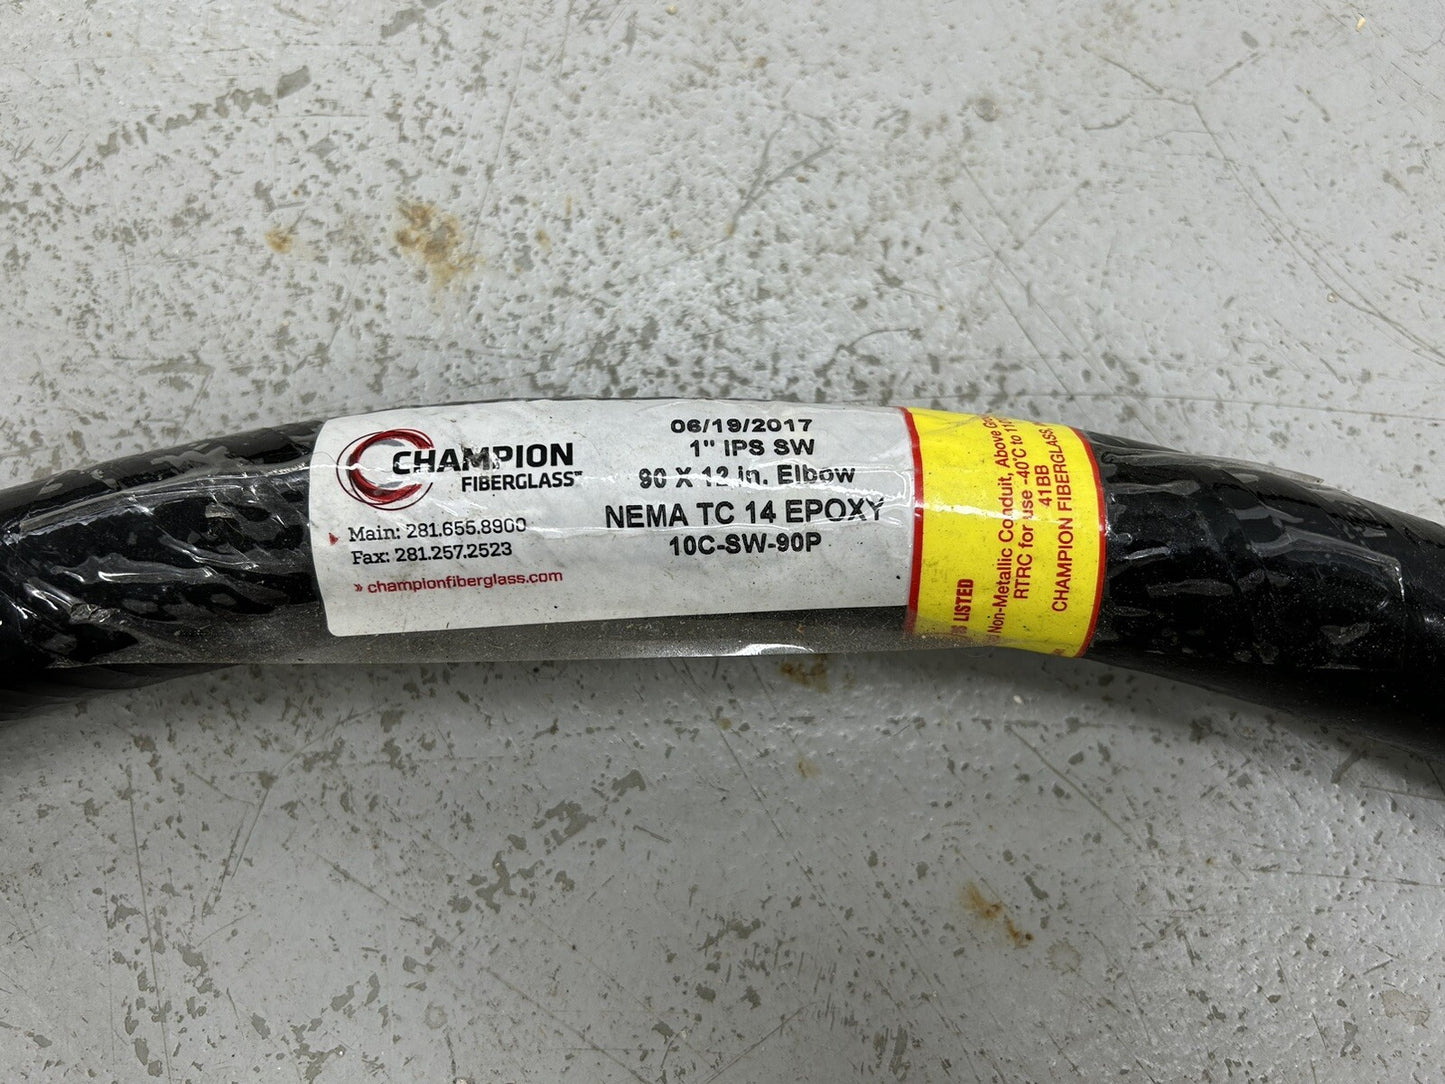 CHAMPION
FIBERGLASS™
Main: 281.655.8900
Fax: 281.257.2523
» championfiberglass.com
06/19/2017
1" IPS SW
90 X 12 in. Elbow
NEMA TC 14 EPOXY
10C-SW-90P
LISTED
Non-Metallic Conduit, Above
RTRC for use -40°C to
41BB
CHAMPION FIBERGLASS,